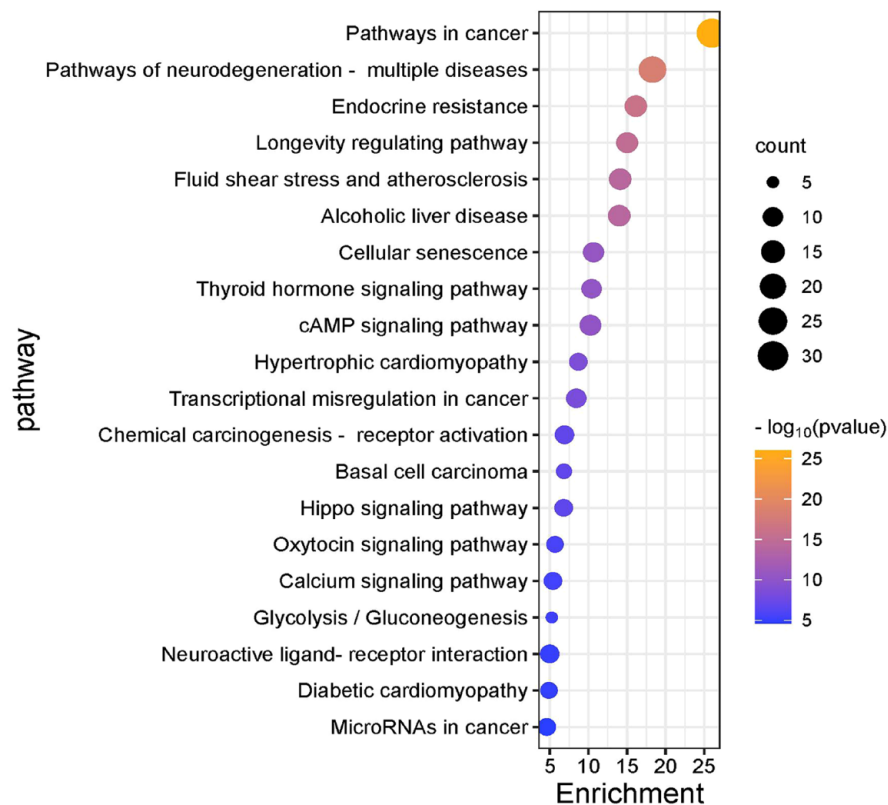 pathway
Pathways in cancer
Pathways of neurodegeneration - multiple diseases
Endocrine resistance
Longevity regulating pathway
Fluid shear stress and atherosclerosis
Alcoholic liver disease
Cellular senescence
Thyroid hormone signaling pathway
cAMP signaling pathway
Hypertrophic cardiomyopathy
Transcriptional misregulation in cancer
Chemical carcinogenesis - receptor activation
Basal cell carcinoma
Hippo signaling pathway
Oxytocin signaling pathway
Calcium signaling pathway
Glycolysis / Gluconeogenesis
Neuroactive ligand- receptor interaction
Diabetic cardiomyopathy
MicroRNAs in cancer
5 10 15 20 25
Enrichment
count
5
10
15
20
25
30
- log₁₀(pvalue)
25
20
15
10
5